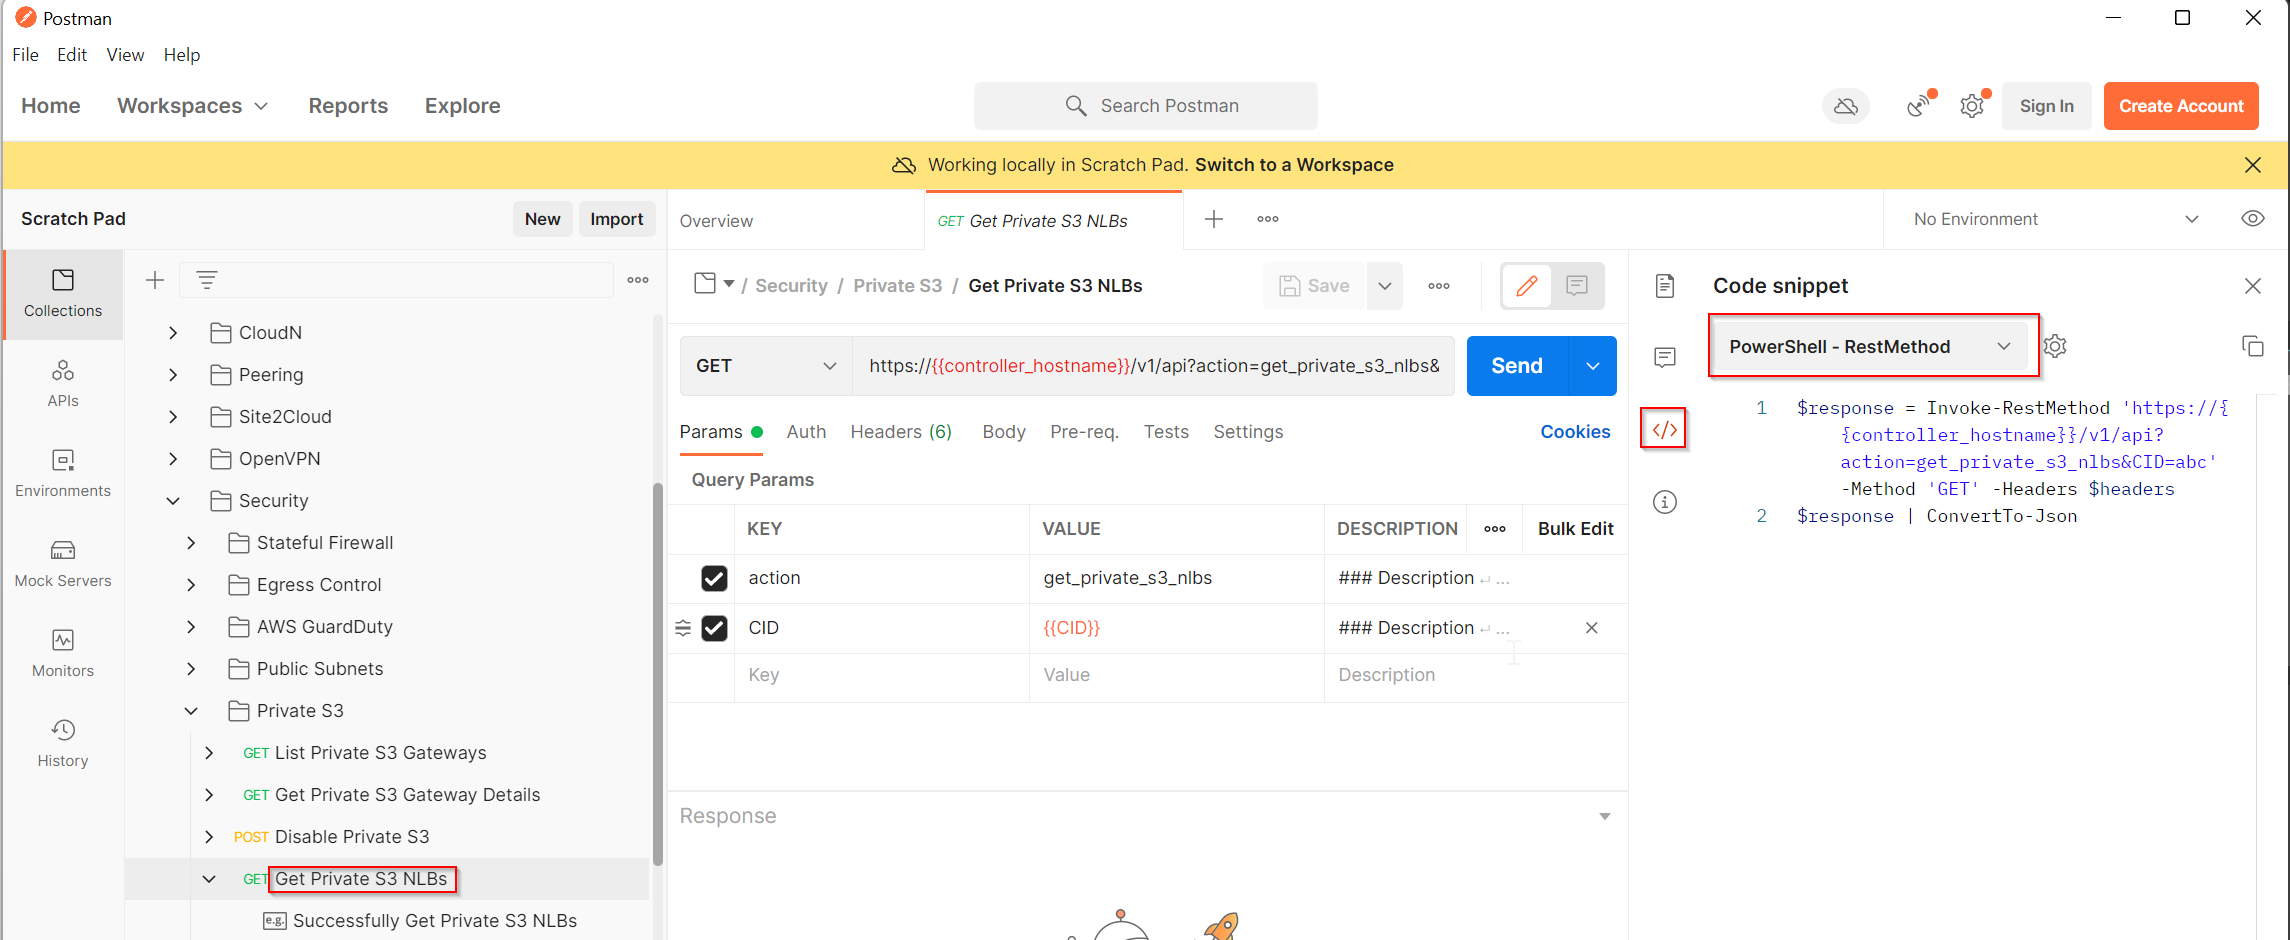 Postman
File Edit View Help
Home Workspaces Reports Explore
Search Postman
Sign In
Create Account
Working locally in Scratch Pad. Switch to a Workspace
Scratch Pad
New
Import
Collections
APIs
Environments
Mock Servers
Monitors
History
CloudN
Peering
Site2Cloud
OpenVPN
Security
Stateful Firewall
Egress Control
AWS GuardDuty
Public Subnets
Private S3
GET List Private S3 Gateways
GET Get Private S3 Gateway Details
POST Disable Private S3
GET Get Private S3 NLBs
e.g. Successfully Get Private S3 NLBs
Overview
GET Get Private S3 NLBs
No Environment
/ Security / Private S3 / Get Private S3 NLBs
Save
GET
https://{{controller_hostname}}/v1/api?action=get_private_s3_nlbs&
Send
Params Auth Headers (6) Body Pre-req. Tests Settings
Cookies
Query Params
KEY VALUE DESCRIPTION Bulk Edit
action get_private_s3_nlbs ### Description ↵ ...
CID {{CID}} ### Description ↵ ...
Key Value Description
Response
Code snippet
PowerShell - RestMethod
</>
1 $response = Invoke-RestMethod 'https://{
{controller_hostname}}/v1/api?
action=get_private_s3_nlbs&CID=abc'
-Method 'GET' -Headers $headers
2 $response | ConvertTo-Json